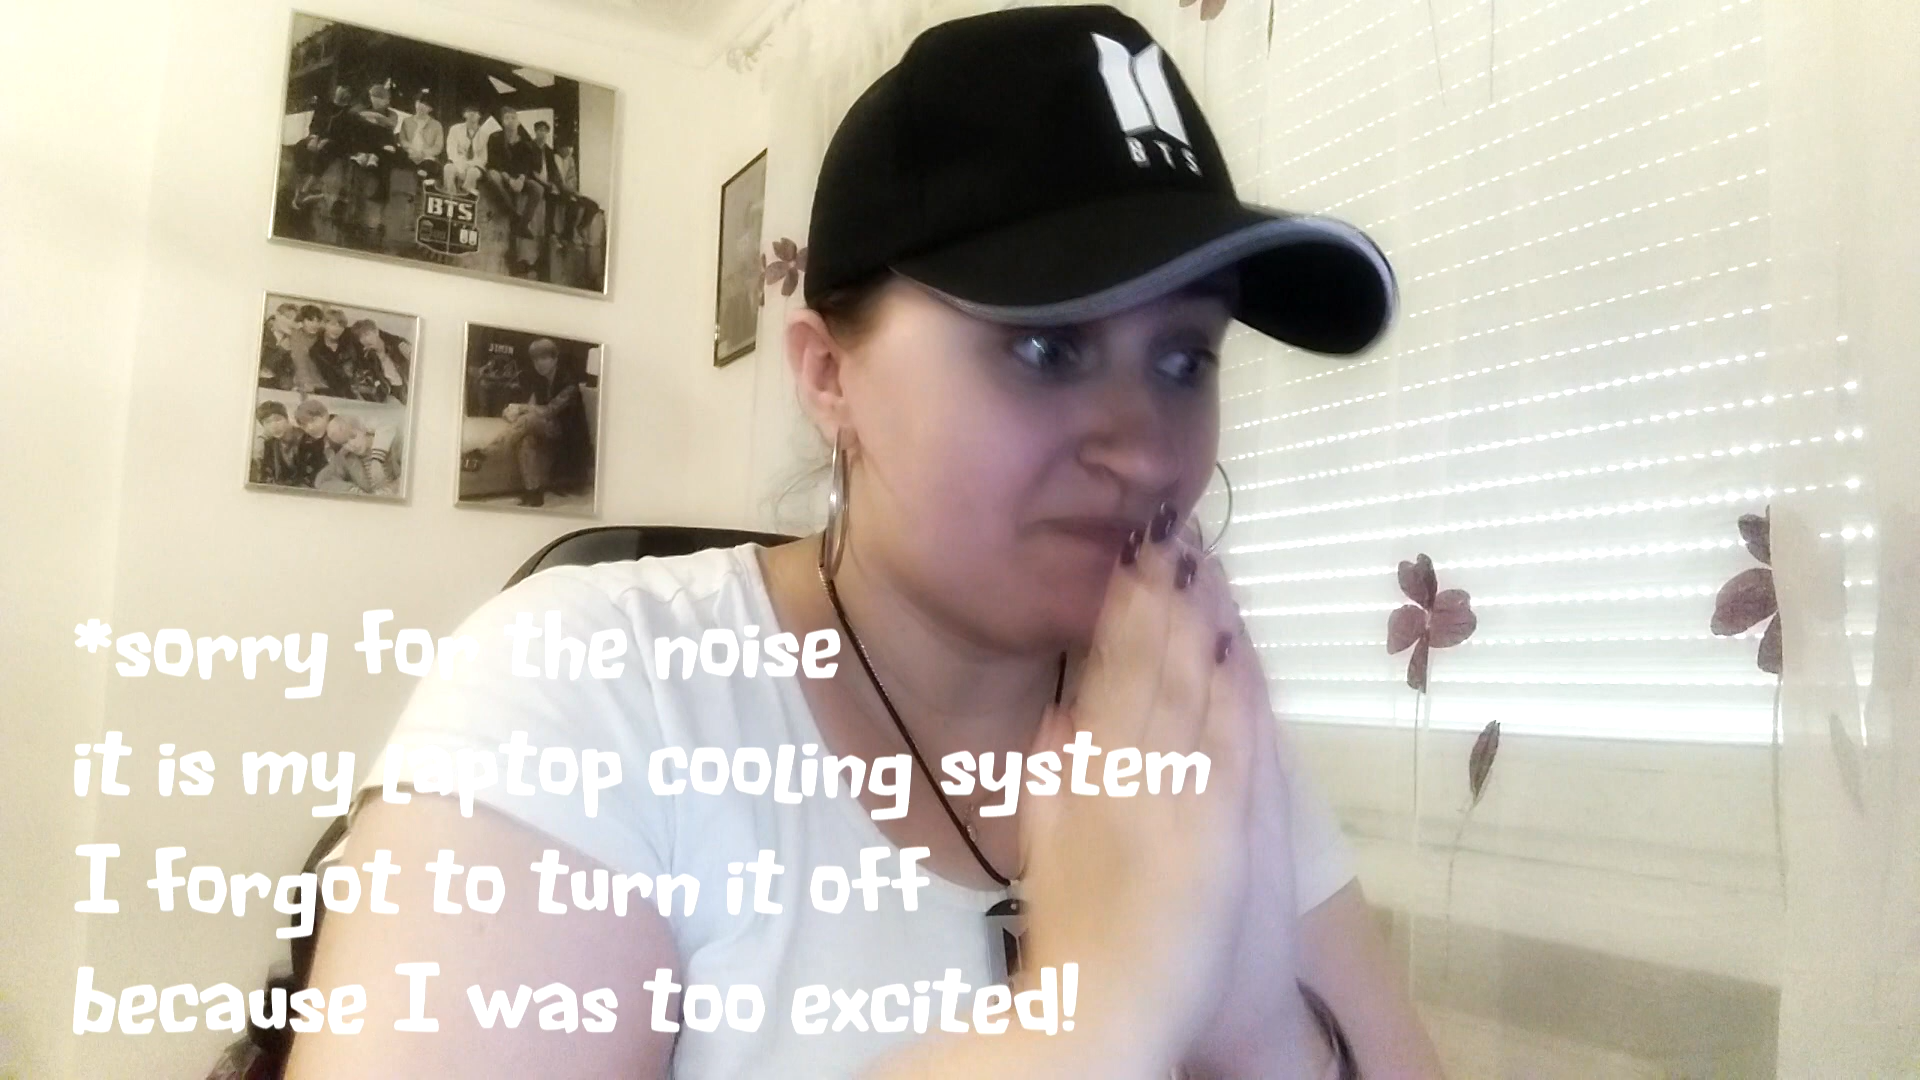 BTS
BTS
JIMIN
*sorry for the noise
it is my laptop cooling system
I forgot to turn it off
because I was too excited!